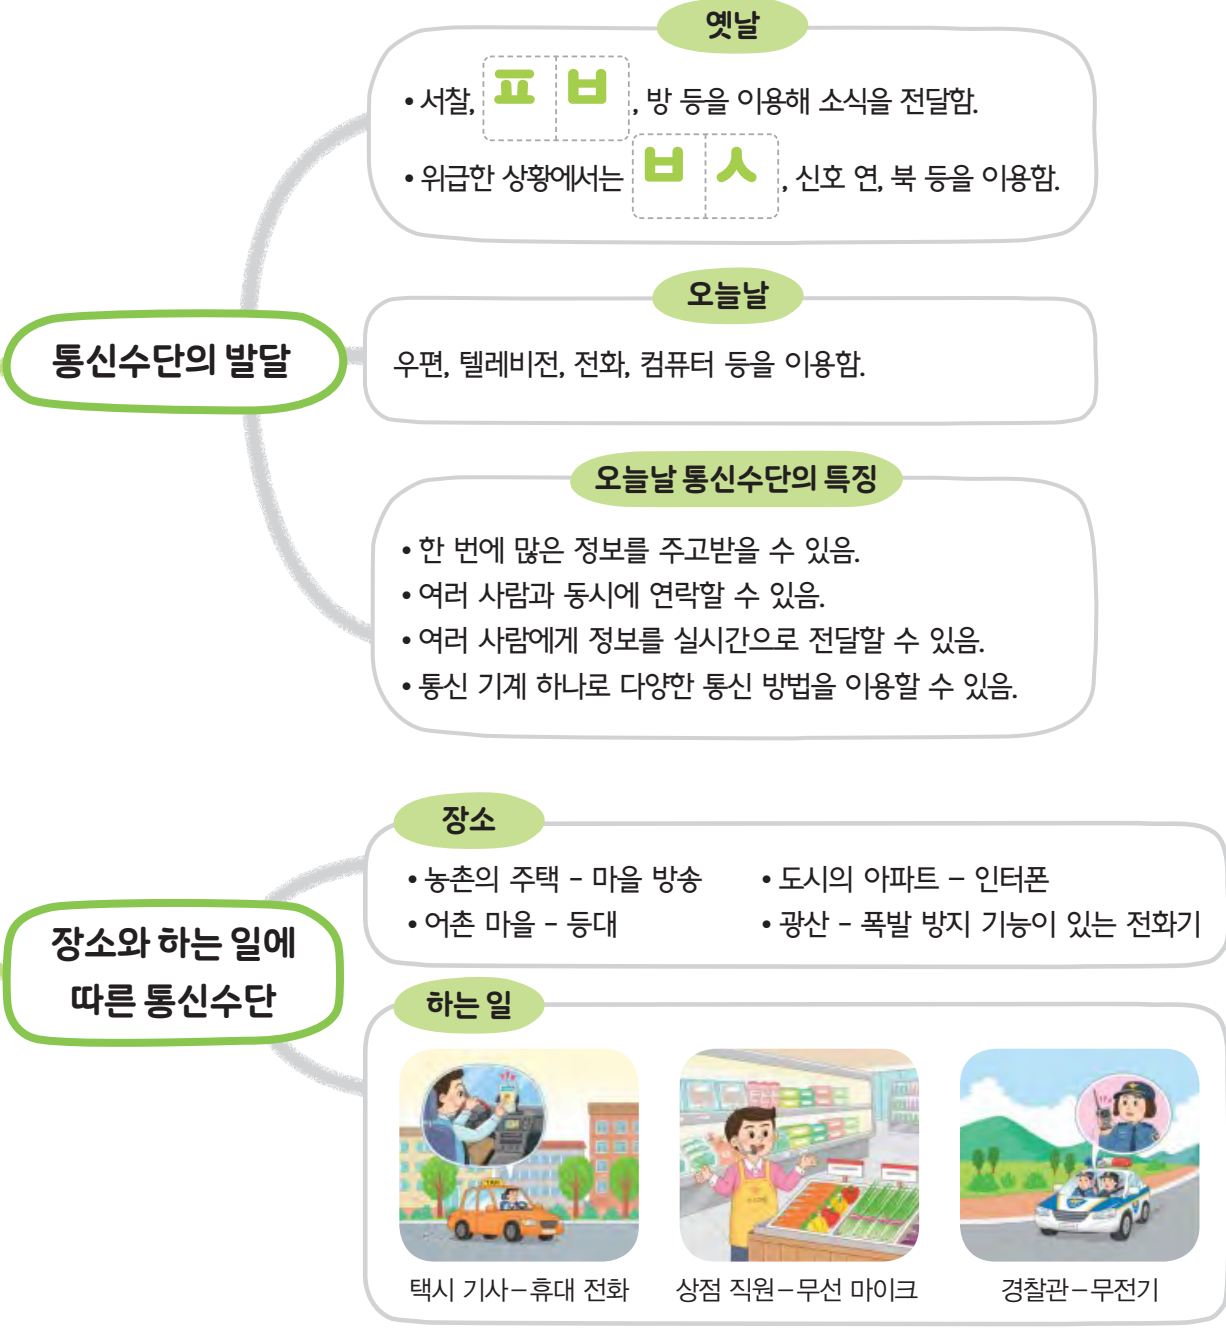 옛날
• 서찰, ㅍ ㅂ, 방 등을 이용해 소식을 전달함.
• 위급한 상황에서는 ㅂ ㅅ, 신호 연, 북 등을 이용함.
통신수단의 발달
오늘날
우편, 텔레비전, 전화, 컴퓨터 등을 이용함.
오늘날 통신수단의 특징
• 한 번에 많은 정보를 주고받을 수 있음.
• 여러 사람과 동시에 연락할 수 있음.
• 여러 사람에게 정보를 실시간으로 전달할 수 있음.
• 통신 기계 하나로 다양한 통신 방법을 이용할 수 있음.
장소와 하는 일에
따른 통신수단
장소
• 농촌의 주택 - 마을 방송
• 도시의 아파트 - 인터폰
• 어촌 마을 - 등대
• 광산 - 폭발 방지 기능이 있는 전화기
하는 일
TAXI
택시 기사-휴대 전화
상점 직원-무선 마이크
경찰관-무전기